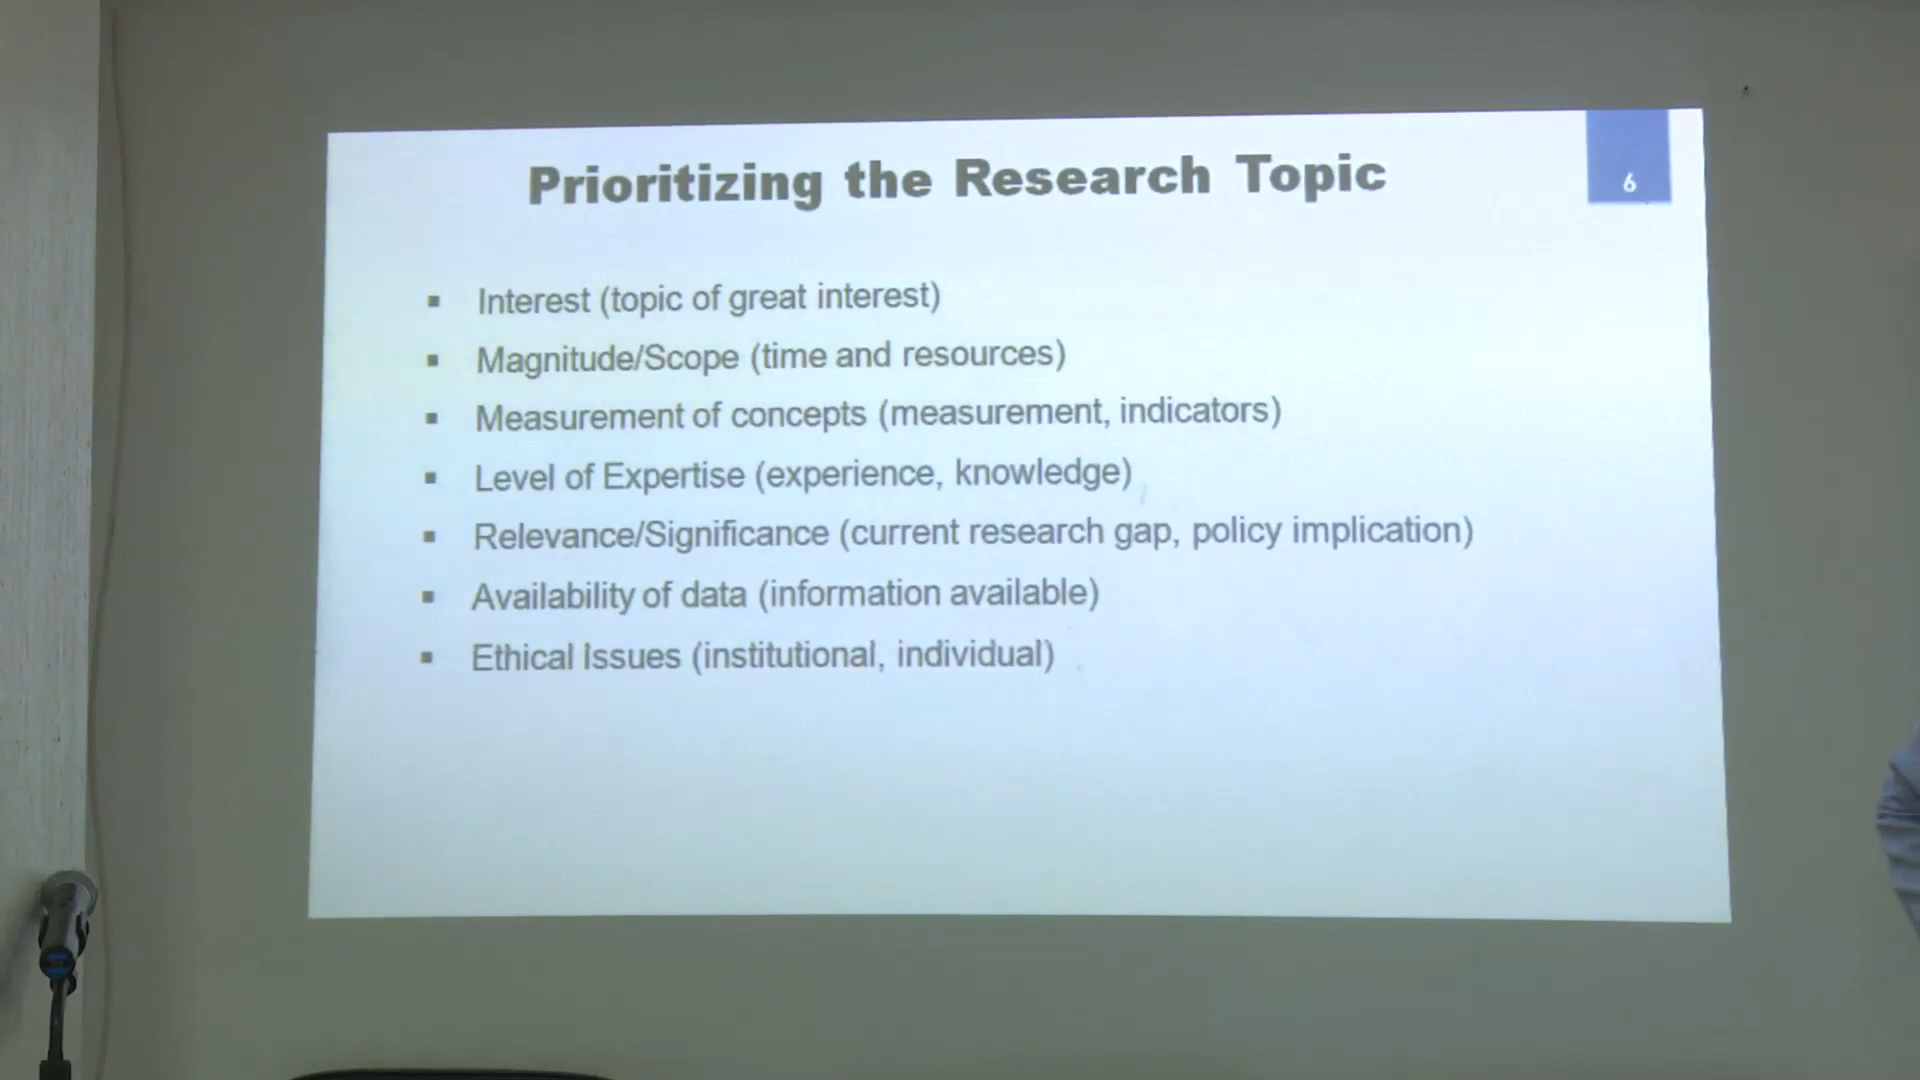 Prioritizing the Research Topic
6
▪ Interest (topic of great interest)
▪ Magnitude/Scope (time and resources)
▪ Measurement of concepts (measurement, indicators)
▪ Level of Expertise (experience, knowledge)
▪ Relevance/Significance (current research gap, policy implication)
▪ Availability of data (information available)
▪ Ethical Issues (institutional, individual)